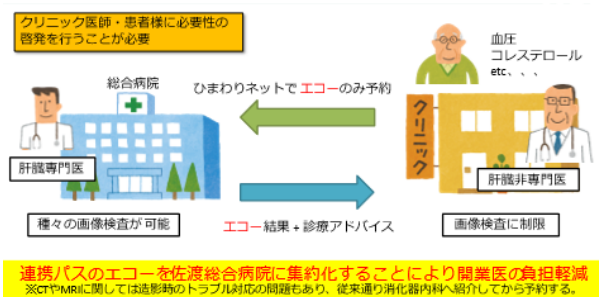 クリニック医師・患者様に必要性の
啓発を行うことが必要
総合病院
ひまわりネットで エコーのみ予約
血圧
コレステロール
etc、、、
クリニック
肝臓専門医
肝臓非専門医
種々の画像検査が可能
エコー結果 + 診療アドバイス
画像検査に制限
連携パスのエコーを佐渡総合病院に集約化することにより開業医の負担軽減
※CTやMRIに関しては造影時のトラブル対応の問題もあり、従来通り消化器内科へ紹介してから予約する。